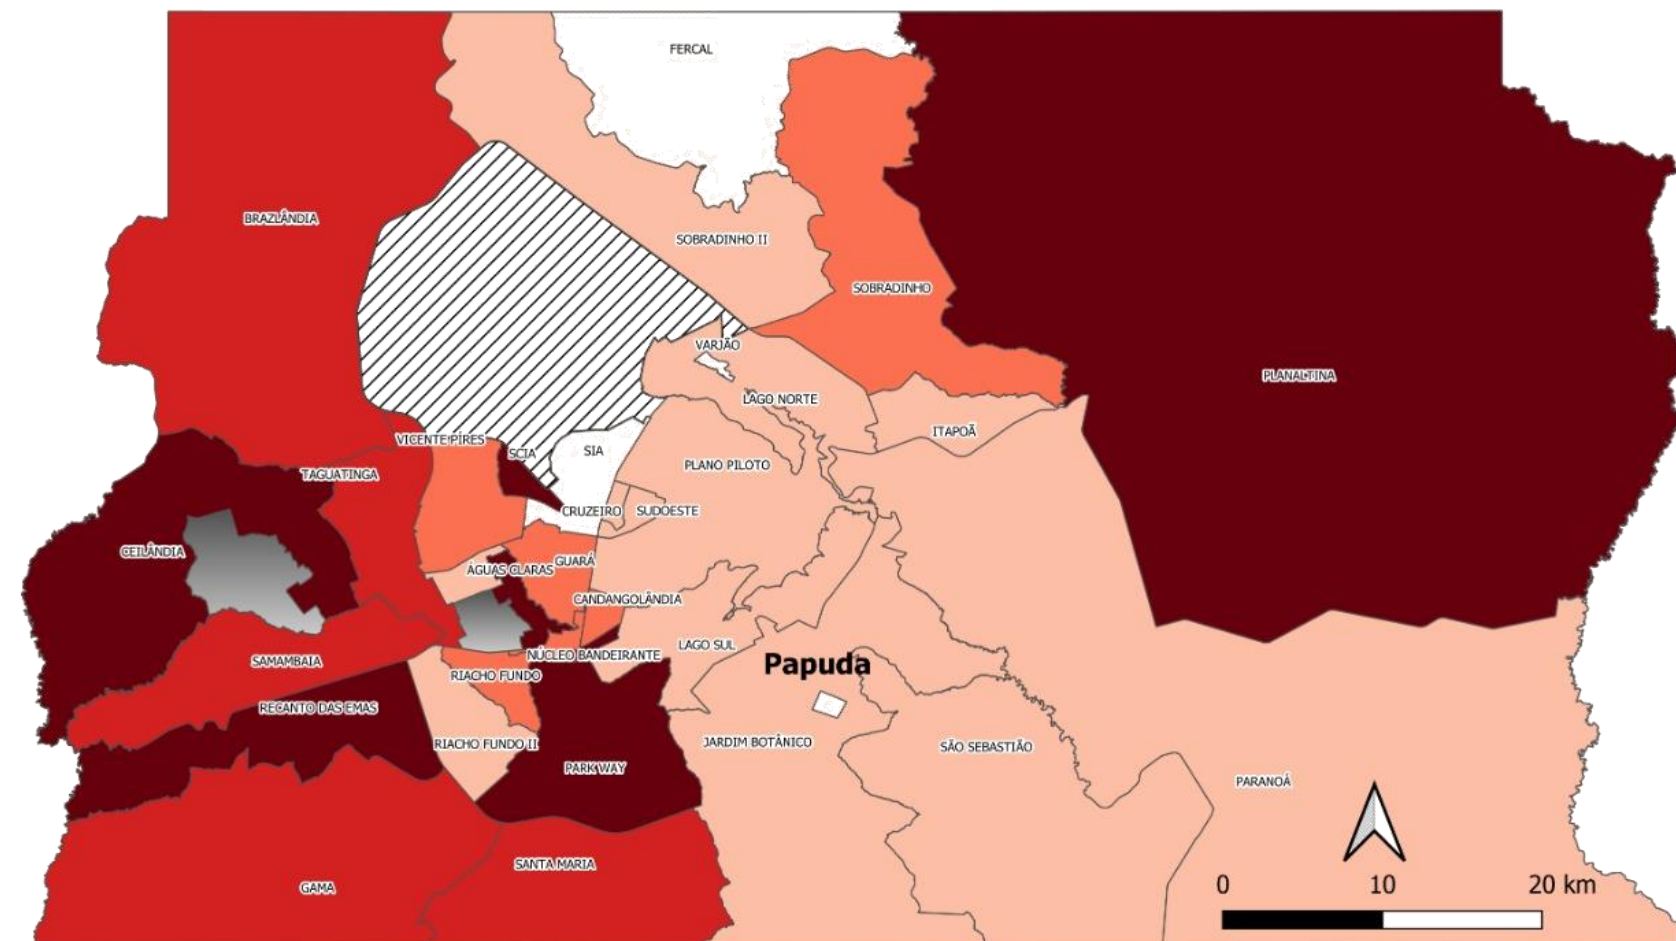 FERCAL
BRAZLÂNDIA
SOBRADINHO II
SOBRADINHO
VARJÃO
PLANALTINA
LAGO NORTE
ITAPOÃ
VICENTE PIRES
SCIA
SIA
PLANO PILOTO
TAGUATINGA
CRUZEIRO
SUDOESTE
CEILÂNDIA
ÁGUAS CLARAS
GUARÁ
CANDANGOLÂNDIA
LAGO SUL
NÚCLEO BANDEIRANTE
SAMAMBAIA
Papuda
RIACHO FUNDO
RECANTO DAS EMAS
RIACHO FUNDO II
JARDIM BOTÂNICO
SÃO SEBASTIÃO
PARK WAY
PARANOÁ
SANTA MARIA
GAMA
0 10 20 km